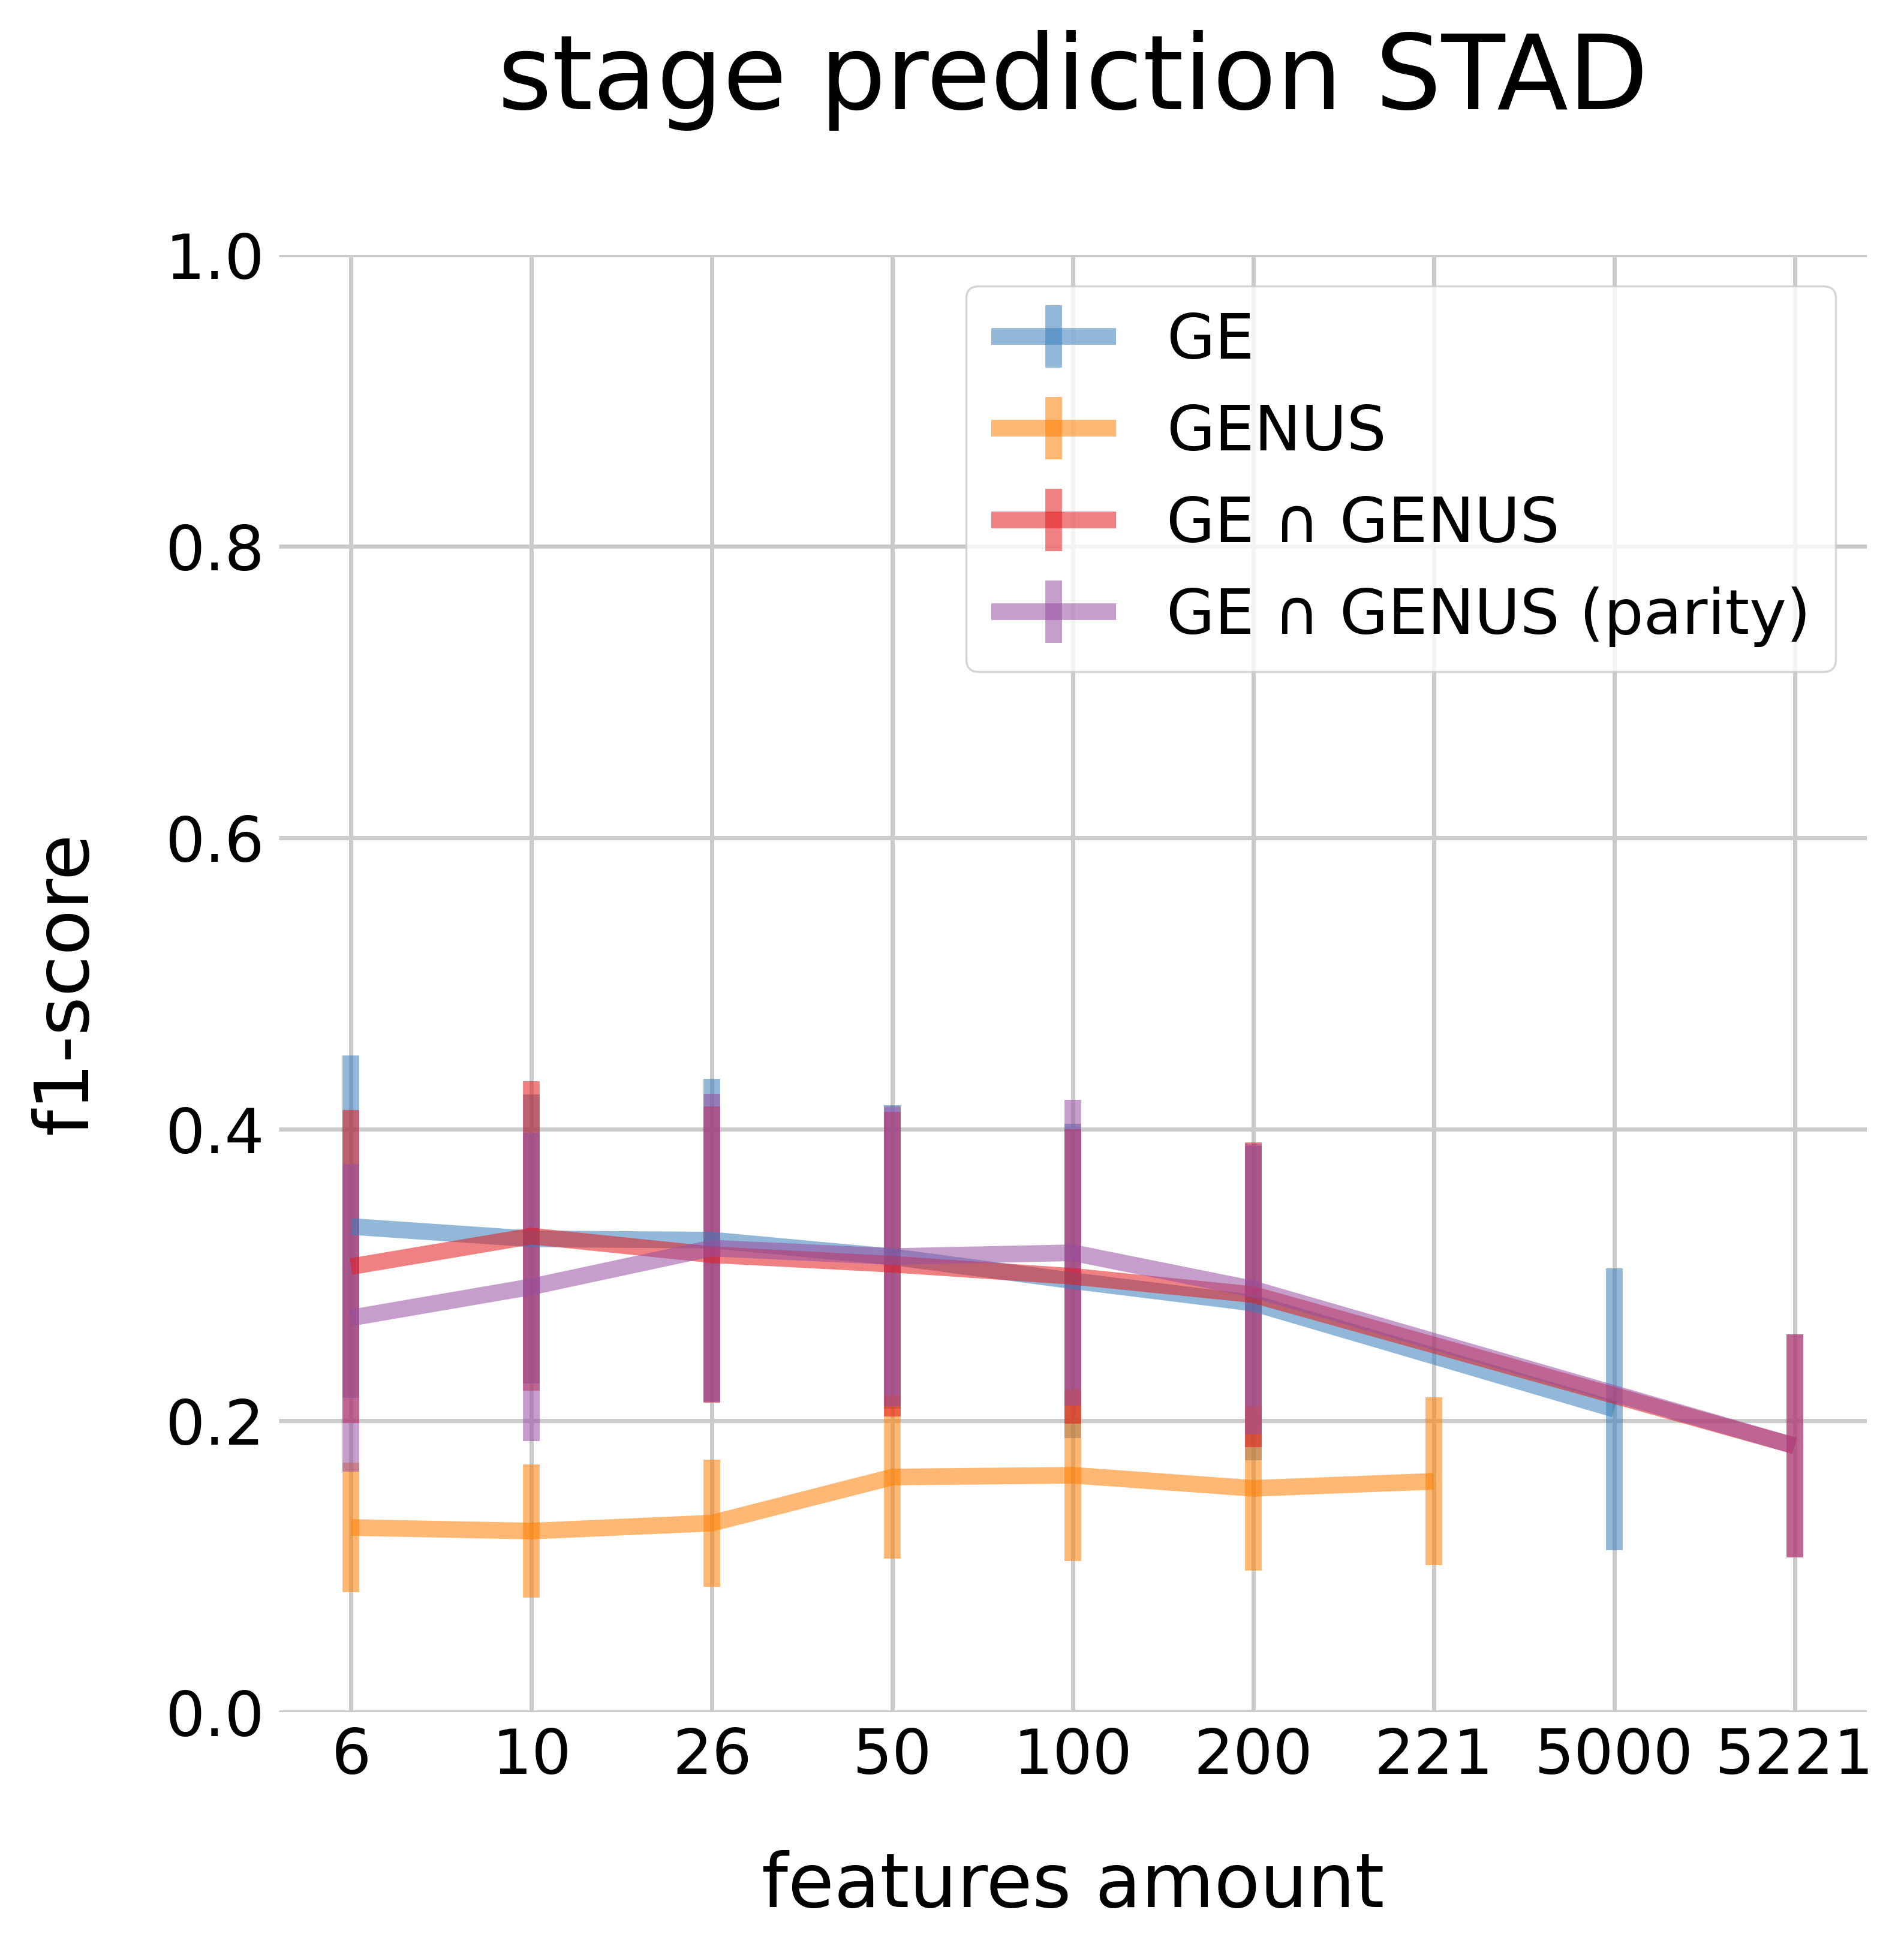 stage prediction STAD
1.0
0.8
0.6
0.4
0.2
0.0
f1-score
GE
GENUS
GE ∩ GENUS
GE ∩ GENUS (parity)
6 10 26 50 100 200 221 5000 5221
features amount